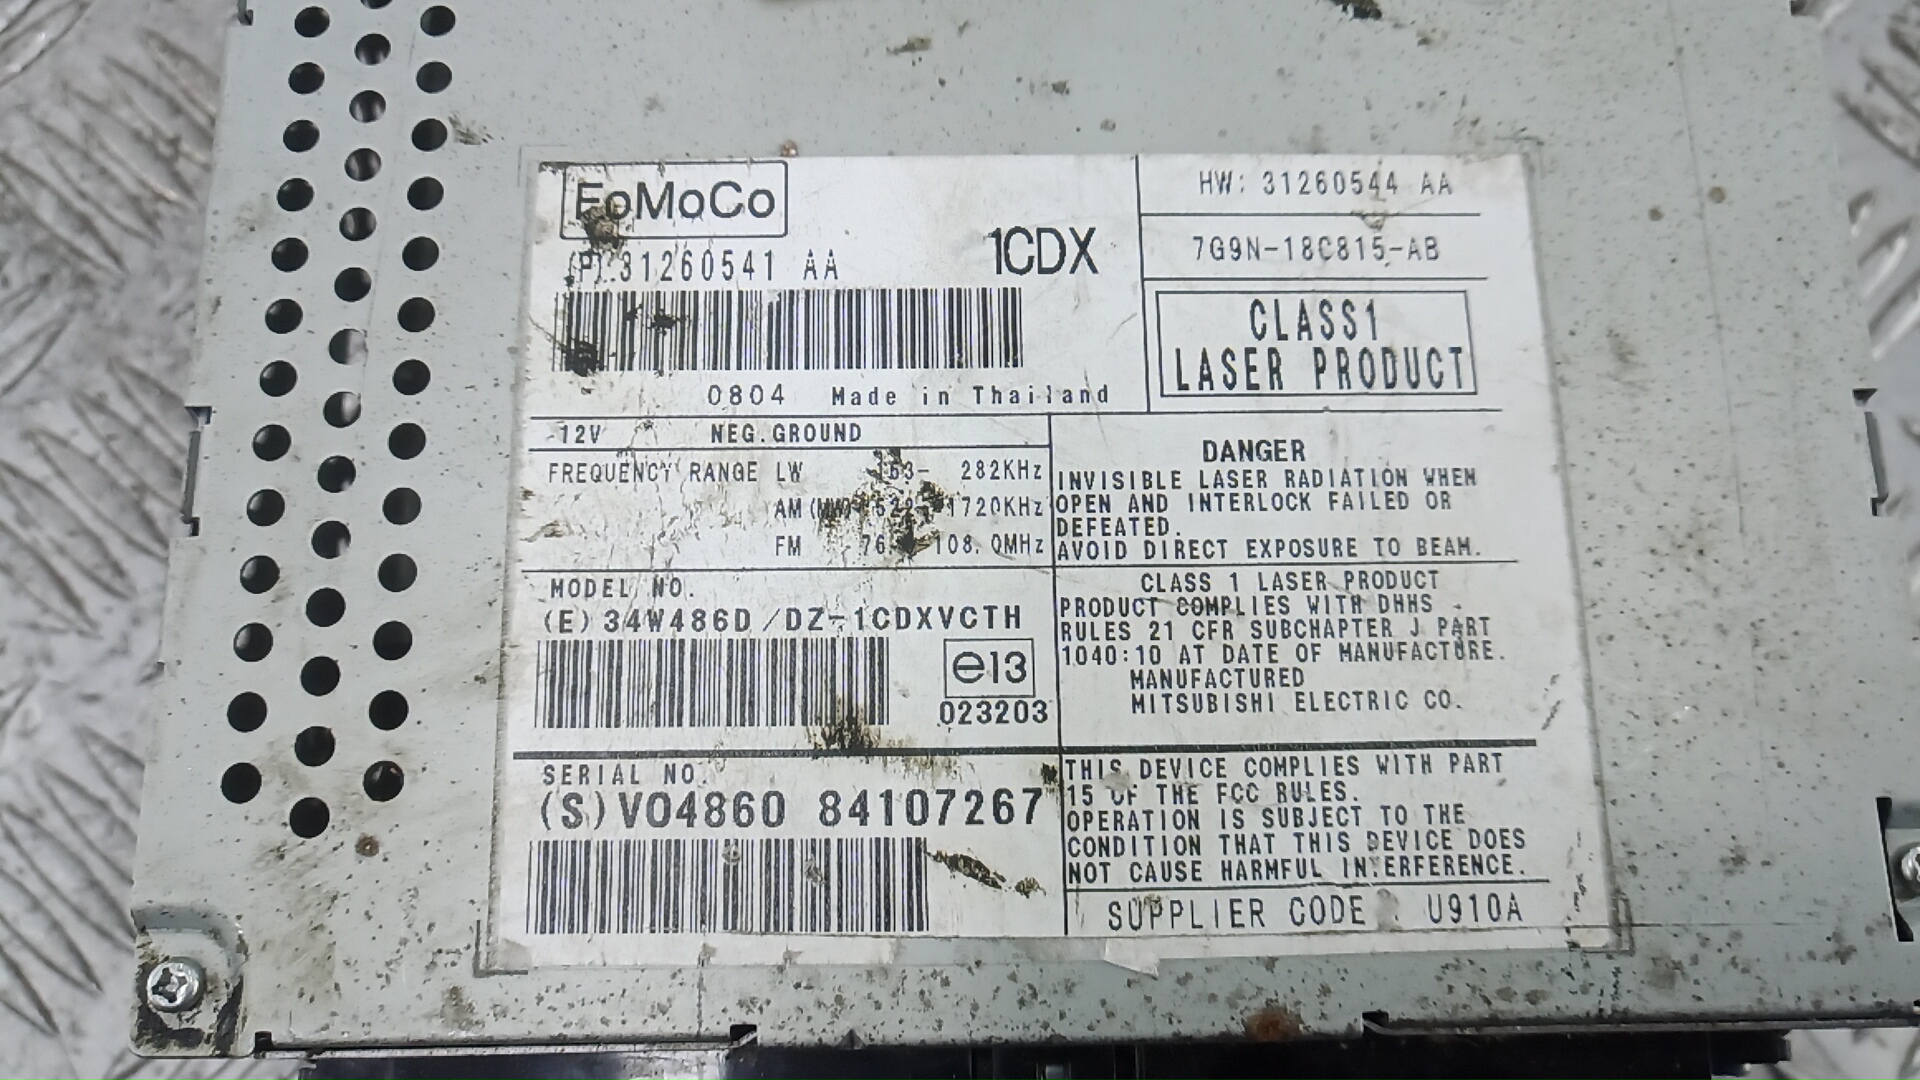 FoMoCo
(P) 31260541 AA
1CDX
0804 Made in Thailand
HW: 31260544 AA
7G9N-18C815-AB
CLASS1
LASER PRODUCT
12V NEG.GROUND
FREQUENCY RANGE LW 153- 282KHz
AM (MW) 522- 1720KHz
FM 108.0MHz
MODEL NO.
(E) 34W486D/DZ-1CDXVCTH
e13
023203
SERIAL NO.
(S) V04860 84107267
DANGER
INVISIBLE LASER RADIATION WHEN
OPEN AND INTERLOCK FAILED OR
DEFEATED.
AVOID DIRECT EXPOSURE TO BEAM.
CLASS 1 LASER PRODUCT
PRODUCT COMPLIES WITH DHHS
RULES 21 CFR SUBCHAPTER J PART
1040:10 AT DATE OF MANUFACTURE.
MANUFACTURED
MITSUBISHI ELECTRIC CO.
THIS DEVICE COMPLIES WITH PART
15 OF THE FCC RULES.
OPERATION IS SUBJECT TO THE
CONDITION THAT THIS DEVICE DOES
NOT CAUSE HARMFUL INTERFERENCE.
SUPPLIER CODE U910A